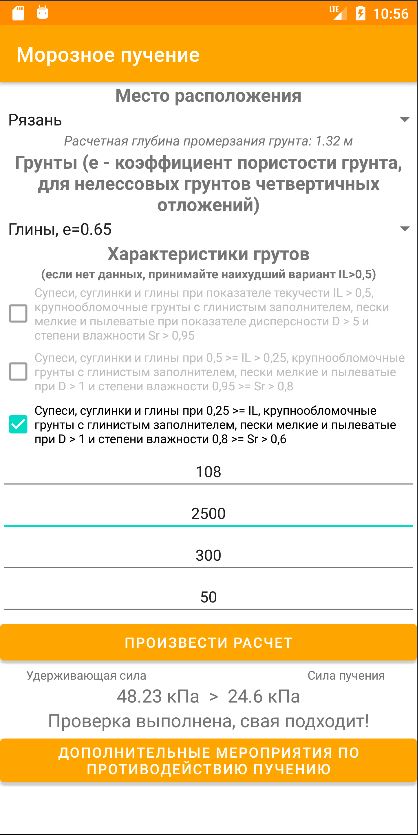 LTE 10:56
Морозное пучение
Место расположения
Рязань
Расчетная глубина промерзания грунта: 1.32 м
Грунты (е - коэффициент пористости грунта,
для нелессовых грунтов четвертичных
отложений)
Глины, e=0.65
Характеристики грутов
(если нет данных, принимайте наихудший вариант IL>0,5)
Супеси, суглинки и глины при показателе текучести IL > 0,5,
крупнообломочные грунты с глинистым заполнителем, пески
мелкие и пылеватые при показателе дисперсности D > 5 и
степени влажности Sr > 0,95
Супеси, суглинки и глины при 0,5 >= IL > 0,25, крупнообломочные
грунты с глинистым заполнителем, пески мелкие и пылеватые
при D > 1 и степени влажности 0,95 >= Sr > 0,8
Супеси, суглинки и глины при 0,25 >= IL, крупнообломочные
грунты с глинистым заполнителем, пески мелкие и пылеватые
при D > 1 и степени влажности 0,8 >= Sr > 0,6
108
2500
300
50
ПРОИЗВЕСТИ РАСЧЕТ
Удерживающая сила Сила пучения
48.23 кПа > 24.6 кПа
Проверка выполнена, свая подходит!
ДОПОЛНИТЕЛЬНЫЕ МЕРОПРИЯТИЯ ПО
ПРОТИВОДЕЙСТВИЮ ПУЧЕНИЮ